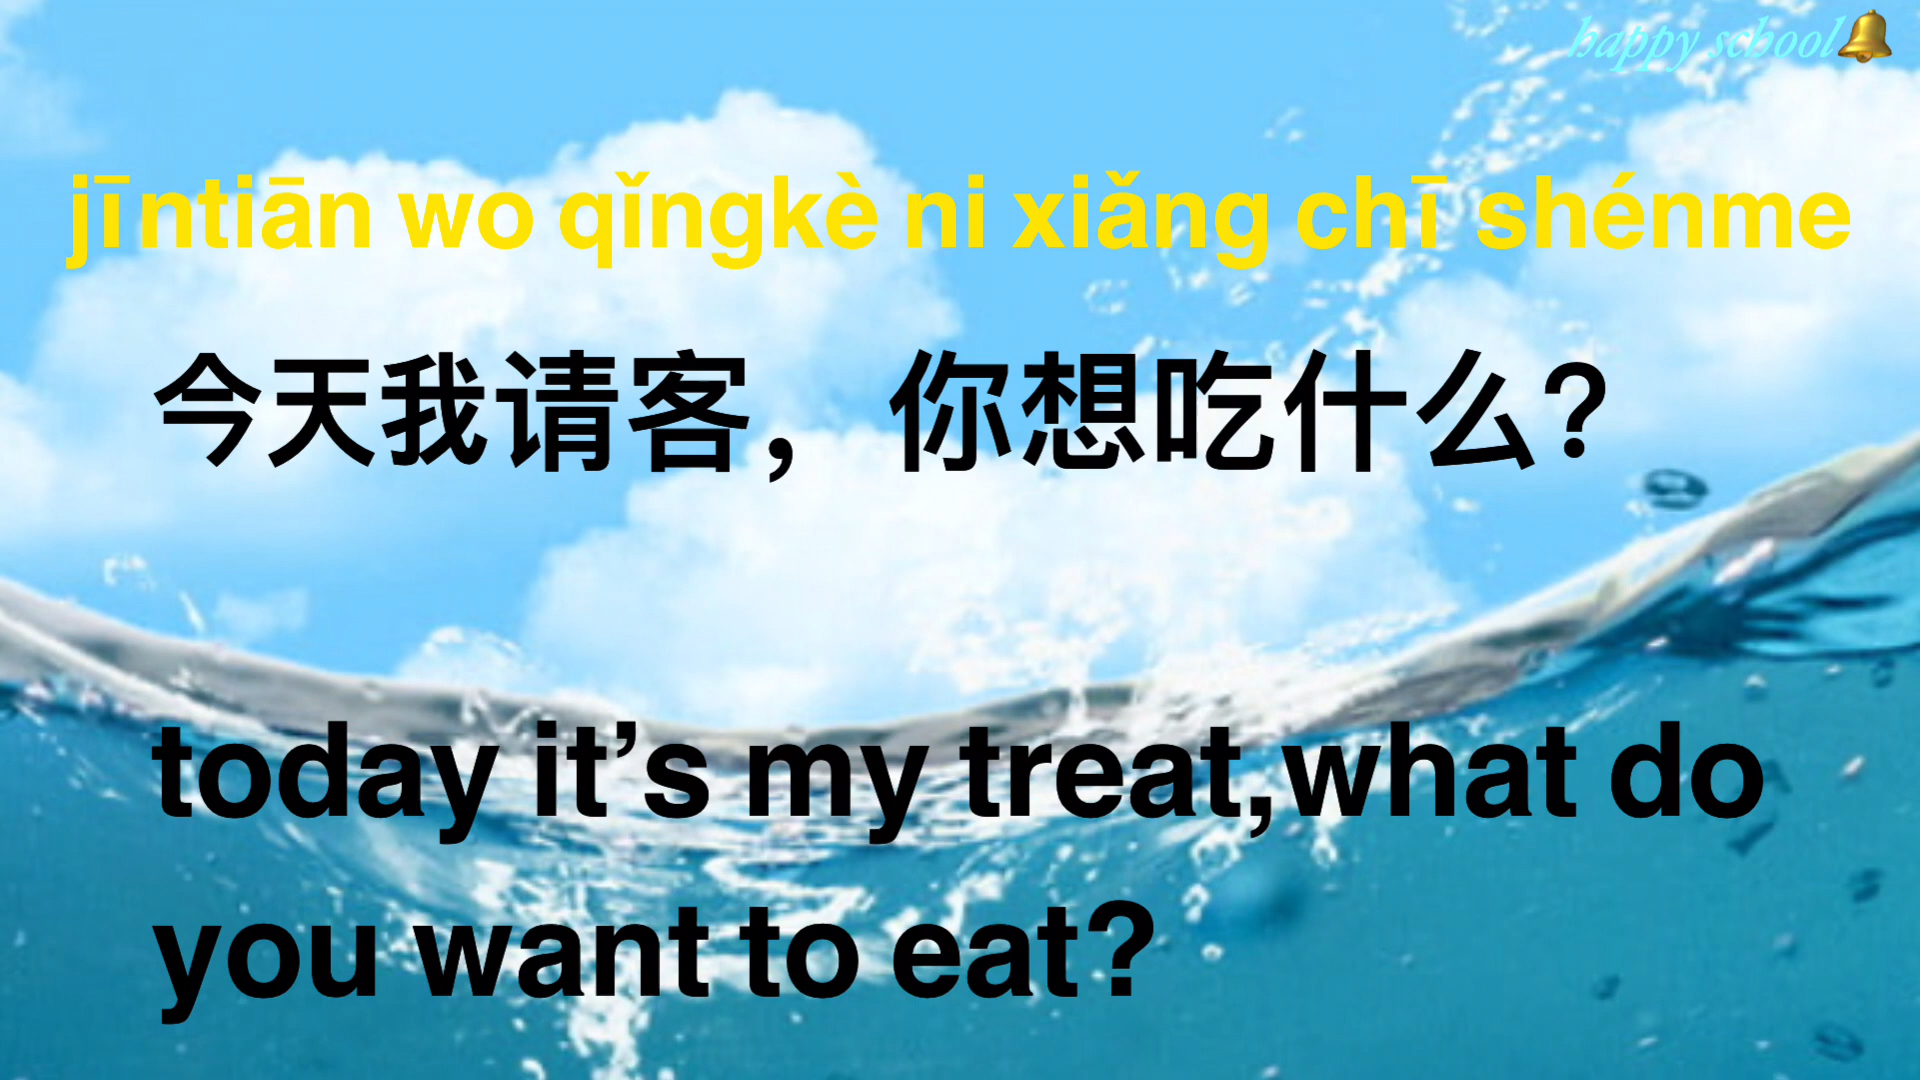 happy school🔔
jīntiān wo qǐngkè ni xiǎng chī shénme
今天我请客，你想吃什么？
today it’s my treat,what do
you want to eat?